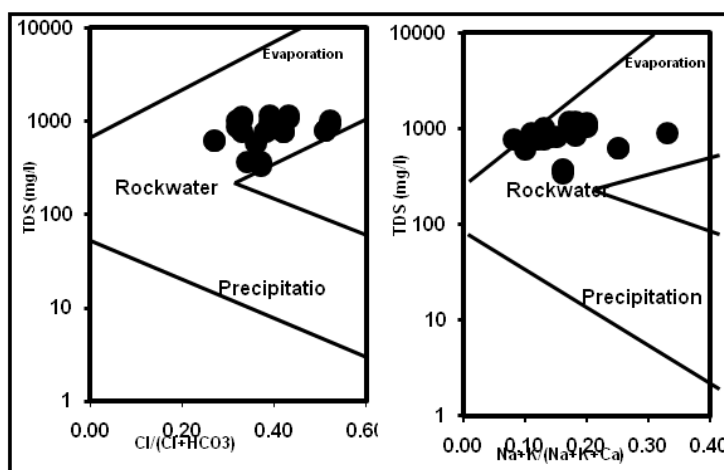 10000
1000
100
10
1
TDS (mg/l)
Evaporation
Rockwater
Precipitatio
0.00 0.20 0.40 0.60
Cl/(Cl+HCO3)
10000
1000
100
10
1
TDS (mg/l)
Evaporation
Rockwater
Precipitation
0.00 0.10 0.20 0.30 0.40
Na+K/(Na+K+Ca)